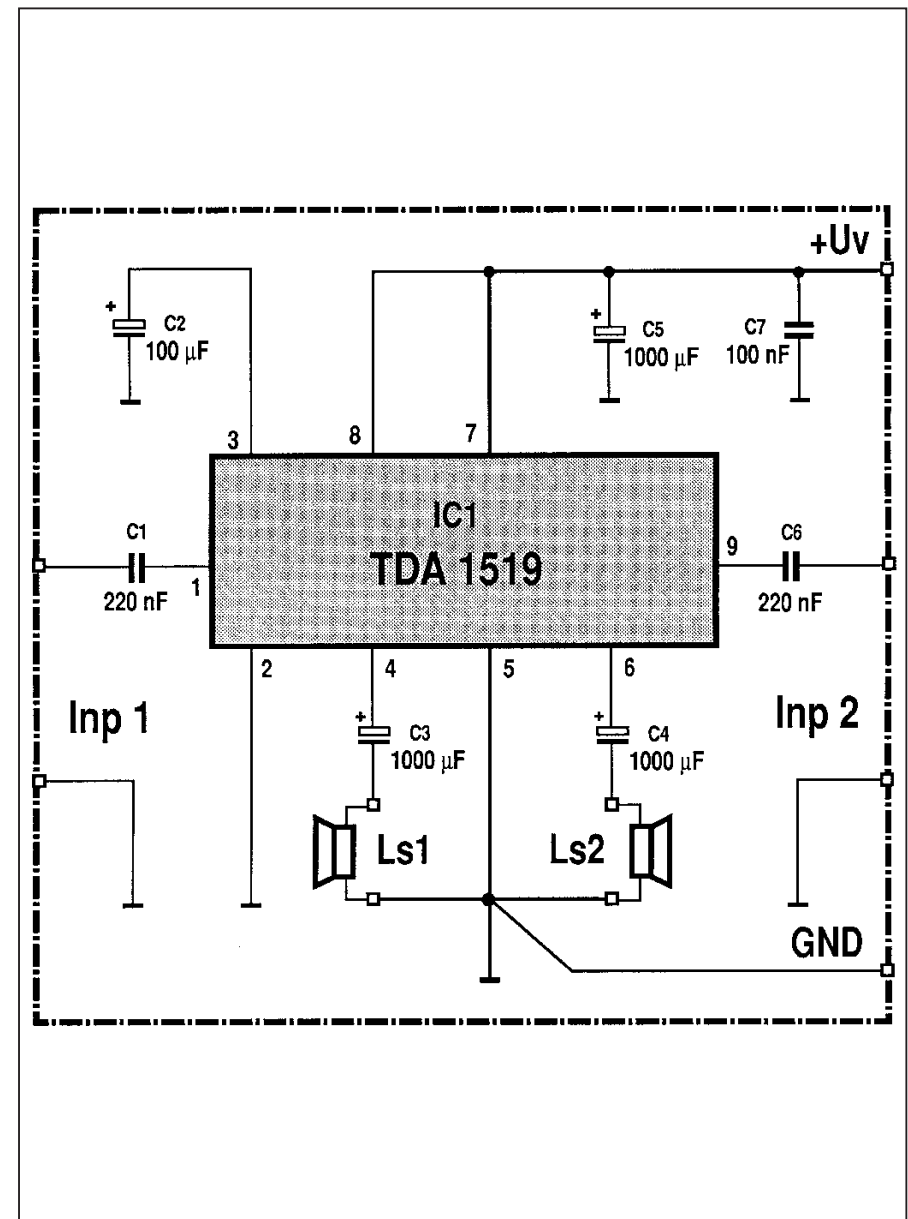 +Uv
+
C2
100 µF
+
C5
1000 µF
C7
100 nF
3
8
7
IC1
TDA 1519
C1
220 nF
1
9
C6
220 nF
2
4
5
6
Inp 1
+
C3
1000 µF
+
C4
1000 µF
Inp 2
Ls1
Ls2
GND